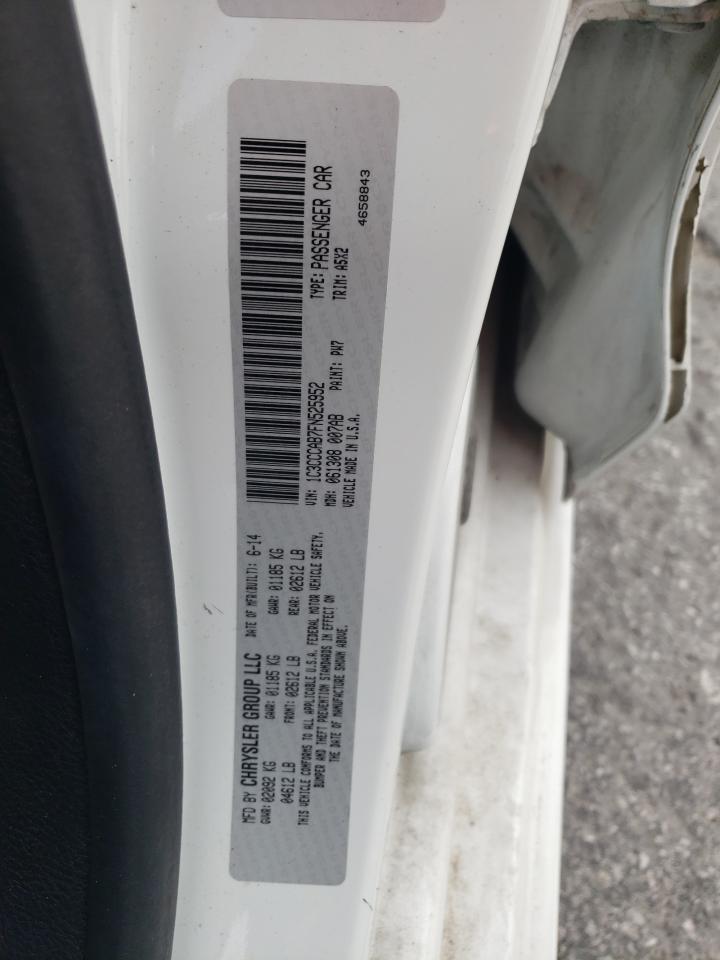 MFD BY CHRYSLER GROUP LLC DATE OF MFR(BUILT): 6-14
GVWR: 02092 KG GAWR: 01185 KG GAWR: 01185 KG
04612 LB FRONT: 02612 LB REAR: 02612 LB
THIS VEHICLE CONFORMS TO ALL APPLICABLE U.S.A. FEDERAL MOTOR VEHICLE SAFETY,
BUMPER AND THEFT PREVENTION STANDARDS IN EFFECT ON
THE DATE OF MANUFACTURE SHOWN ABOVE.
VIN: 1C3CCCAB7FN525952 TYPE: PASSENGER CAR
MDH: 061308 007AB PAINT: PW7 TRIM: A5X2
VEHICLE MADE IN U.S.A. 4658843